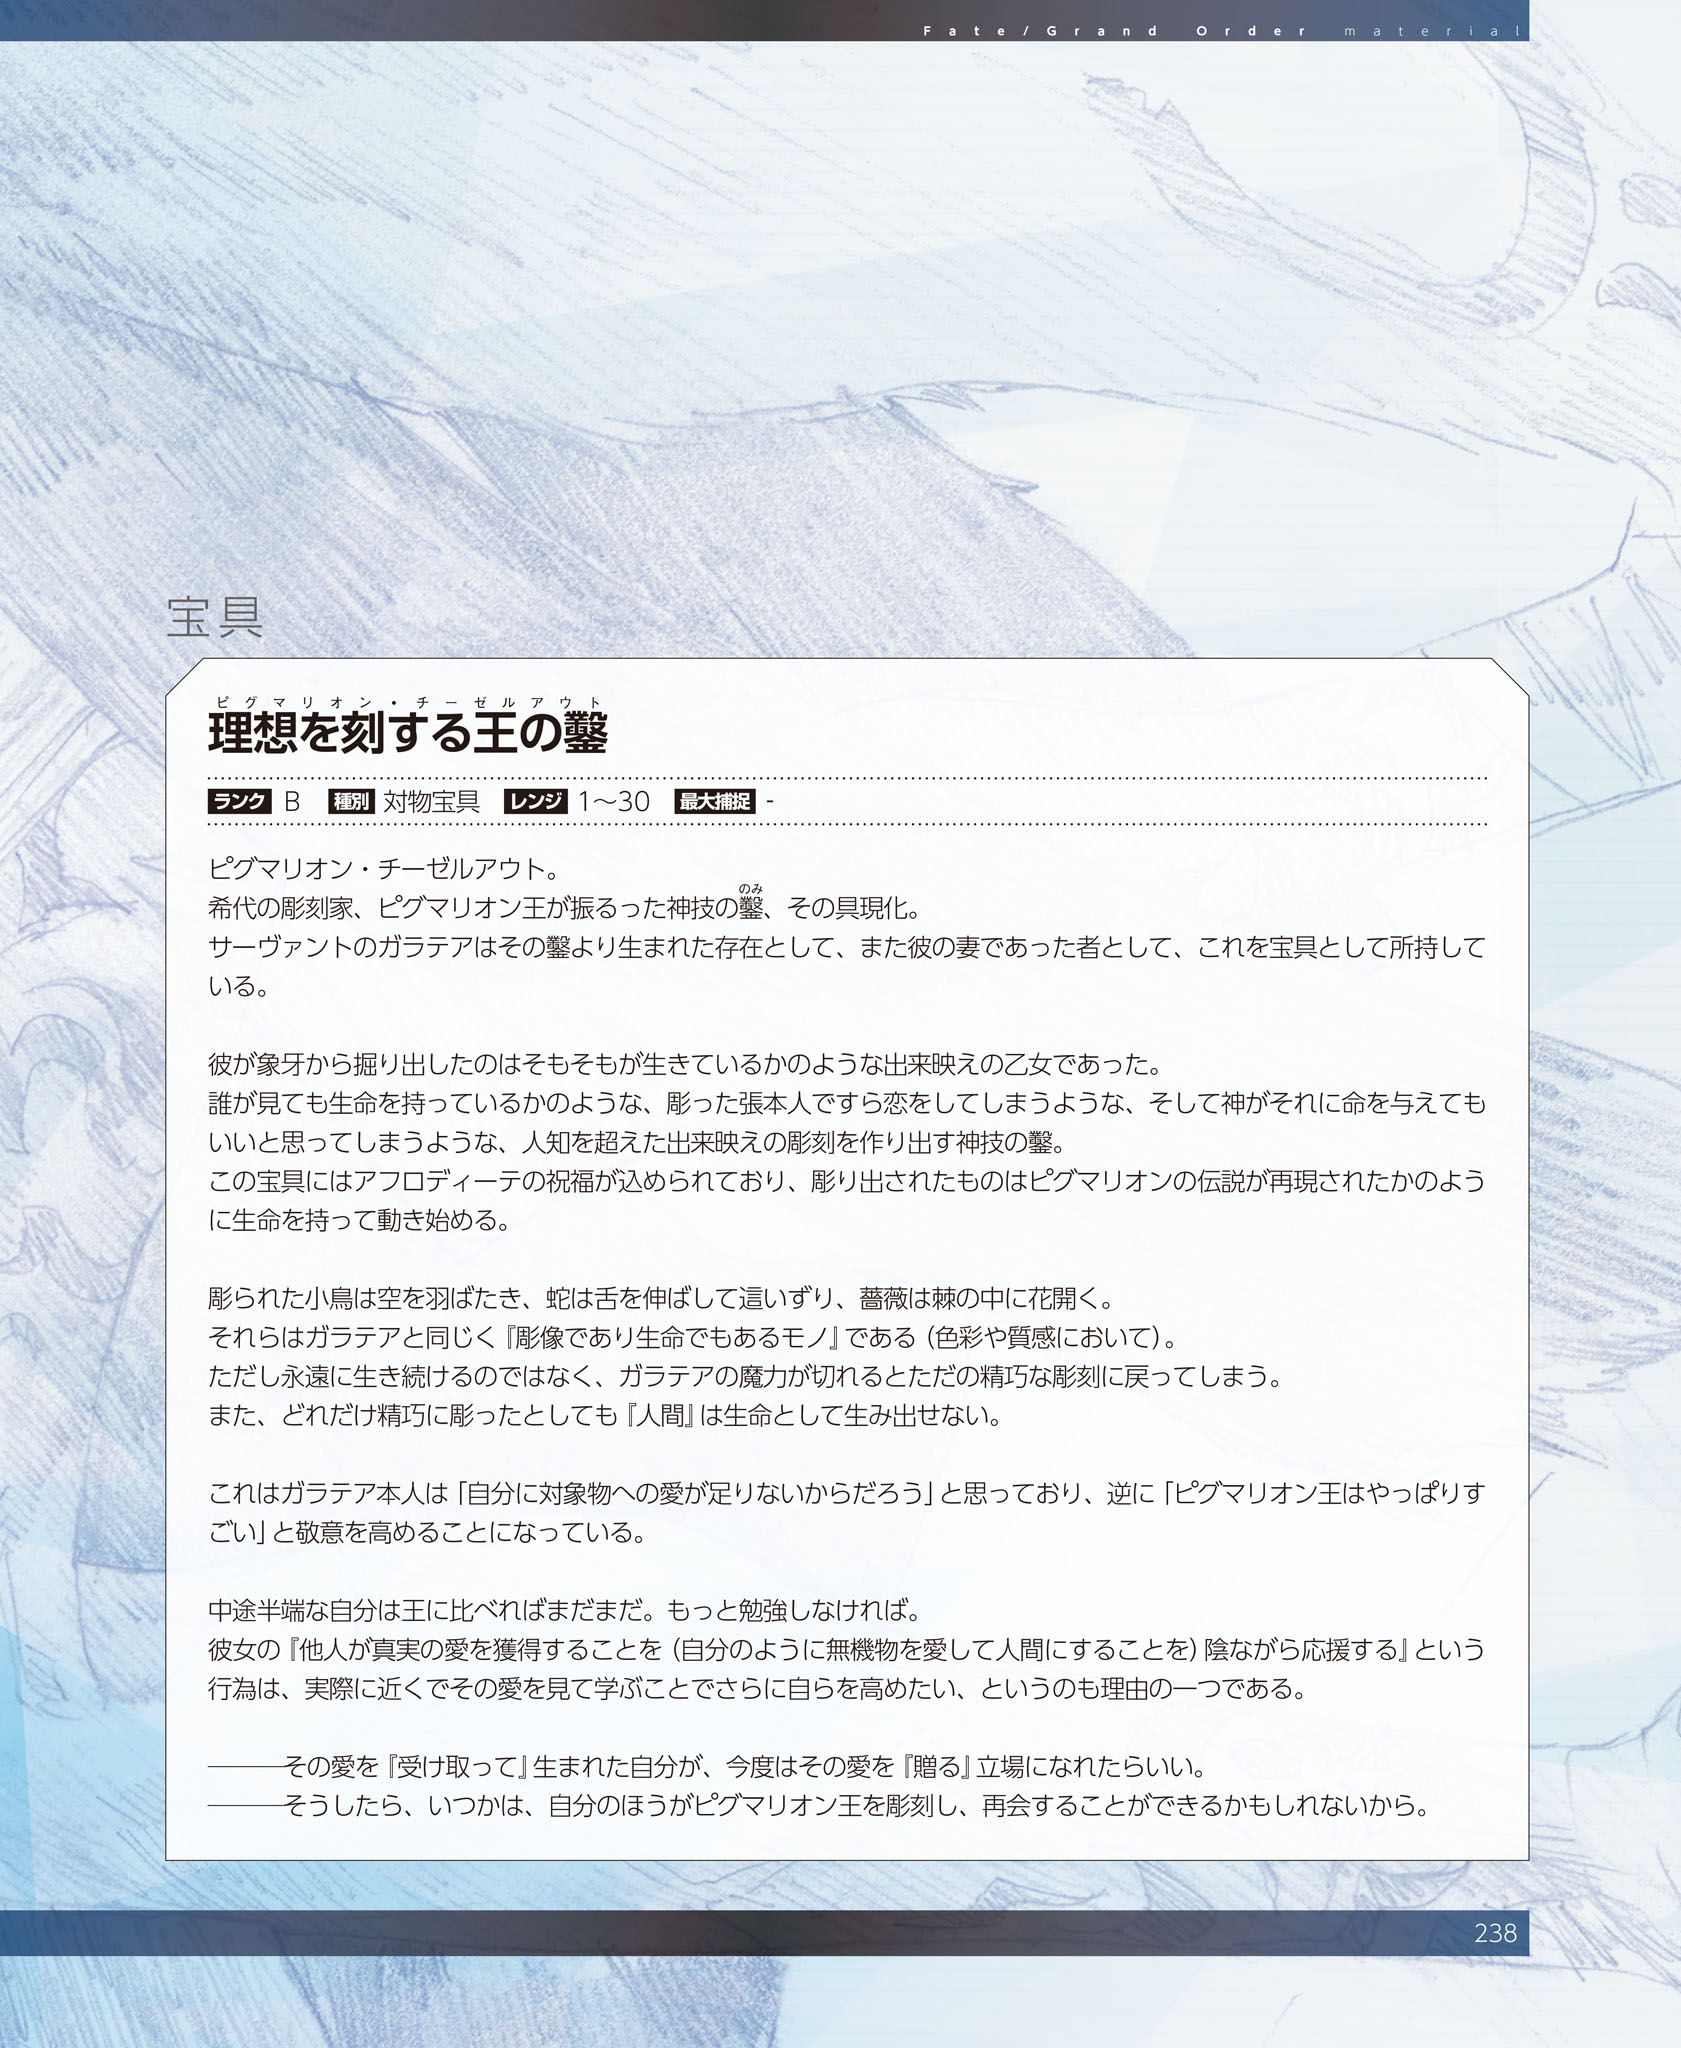 Fate/Grand Order material
宝具
ピグマリオン・チーゼルアウト
理想を刻する王の鑿
ランク B 種別 対物宝具 レンジ 1～30 最大捕捉 -
ピグマリオン・チーゼルアウト。
のみ
希代の彫刻家、ピグマリオン王が振るった神技の鑿、その具現化。
サーヴァントのガラテアはその鑿より生まれた存在として、また彼の妻であった者として、これを宝具として所持して
いる。
彼が象牙から掘り出したのはそもそもが生きているかのような出来映えの乙女であった。
誰が見ても生命を持っているかのような、彫った張本人ですら恋をしてしまうような、そして神がそれに命を与えても
いいと思ってしまうような、人知を超えた出来映えの彫刻を作り出す神技の鑿。
この宝具にはアフロディーテの祝福が込められており、彫り出されたものはピグマリオンの伝説が再現されたかのよう
に生命を持って動き始める。
彫られた小鳥は空を羽ばたき、蛇は舌を伸ばして這いずり、薔薇は棘の中に花開く。
それらはガラテアと同じく『彫像であり生命でもあるモノ』である（色彩や質感において）。
ただし永遠に生き続けるのではなく、ガラテアの魔力が切れるとただの精巧な彫刻に戻ってしまう。
また、どれだけ精巧に彫ったとしても『人間』は生命として生み出せない。
これはガラテア本人は「自分に対象物への愛が足りないからだろう」と思っており、逆に「ピグマリオン王はやっぱりす
ごい」と敬意を高めることになっている。
中途半端な自分は王に比べればまだまだ。もっと勉強しなければ。
彼女の『他人が真実の愛を獲得することを（自分のように無機物を愛して人間にすることを）陰ながら応援する』という
行為は、実際に近くでその愛を見て学ぶことでさらに自らを高めたい、というのも理由の一つである。
―――その愛を『受け取って』生まれた自分が、今度はその愛を『贈る』立場になれたらいい。
―――そうしたら、いつかは、自分のほうがピグマリオン王を彫刻し、再会することができるかもしれないから。
238